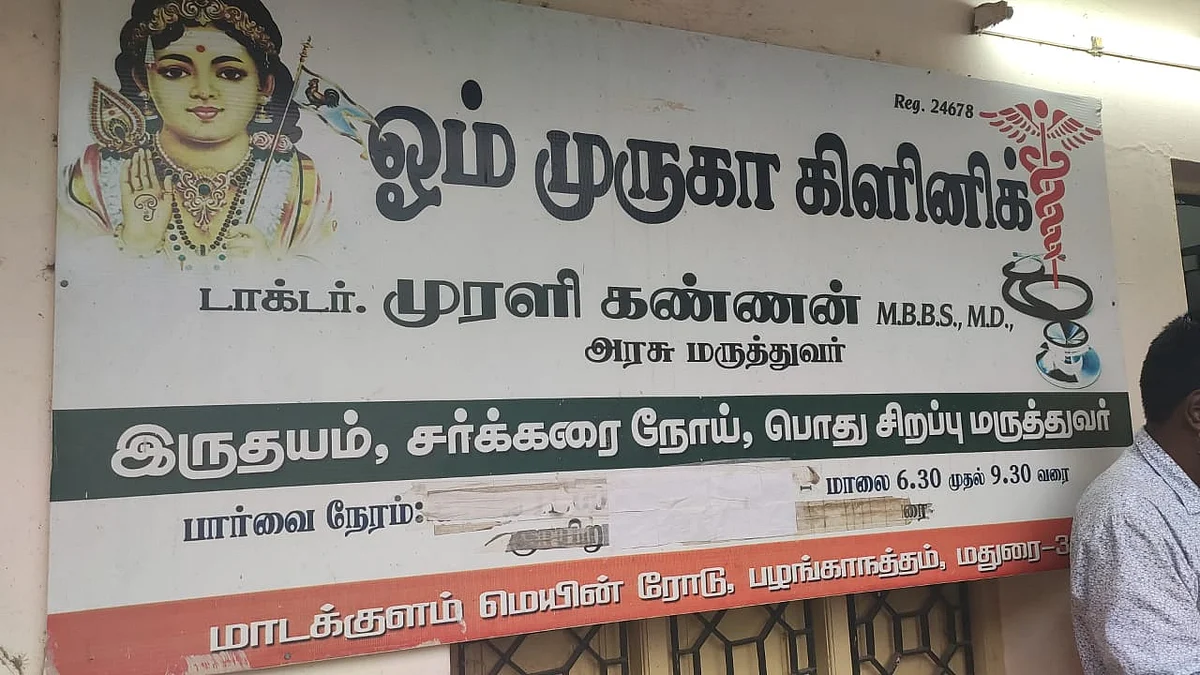 Reg. 24678
ஓம் முருகா கிளினிக்
டாக்டர். முரளி கண்ணன் M.B.B.S., M.D.,
அரசு மருத்துவர்
இருதயம், சர்க்கரை நோய், பொது சிறப்பு மருத்துவர்
பார்வை நேரம்: மாலை 6.30 முதல் 9.30 வரை
மாடக்குளம் மெயின் ரோடு, பழங்காநத்தம், மதுரை-3